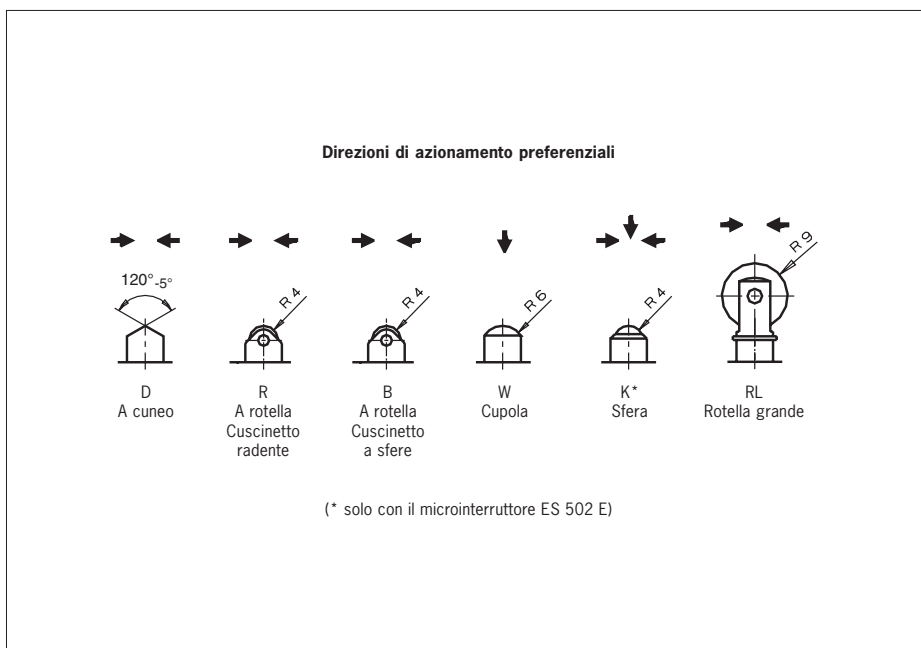 Direzioni di azionamento preferenziali
120°-5°
R 4
R 4
R 6
R 4
R 9
D
A cuneo
R
A rotella
Cuscinetto
radente
B
A rotella
Cuscinetto
a sfere
W
Cupola
K*
Sfera
RL
Rotella grande
(* solo con il microinterruttore ES 502 E)